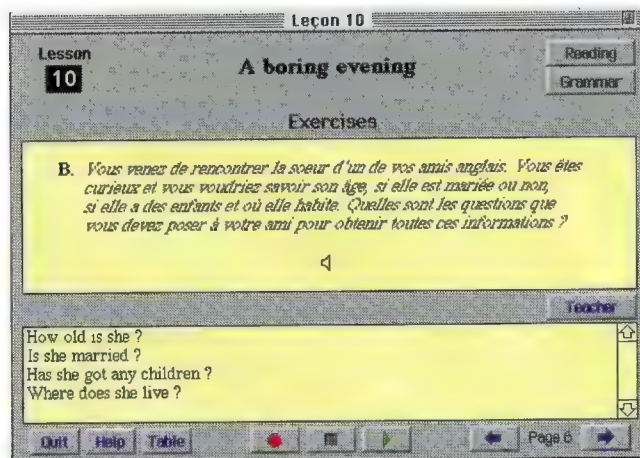 Leçon 10
Lesson
10
A boring evening
Reading
Grammar
Exercises
B. Vous venez de rencontrer la soeur d'un de vos amis anglais. Vous êtes
curieux et vous voudriez savoir son âge, si elle est mariée ou non,
si elle a des enfants et où elle habite. Quelles sont les questions que
vous devez poser à votre ami pour obtenir toutes ces informations ?
Teacher
How old is she ?
Is she married ?
Has she got any children ?
Where does she live ?
Quit Help Table Page 6